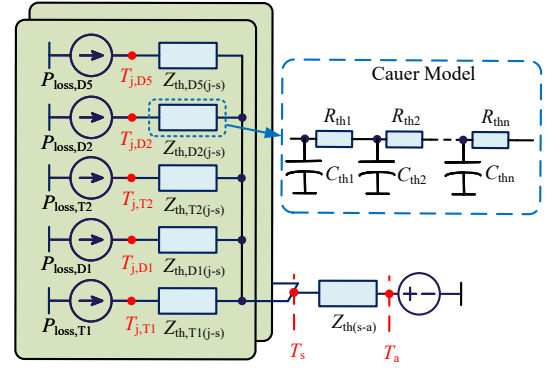 P_loss,D5 T_j,D5 Z_th,D5(j-s)
P_loss,D2 T_j,D2 Z_th,D2(j-s)
P_loss,T2 T_j,T2 Z_th,T2(j-s)
P_loss,D1 T_j,D1 Z_th,D1(j-s)
P_loss,T1 T_j,T1 Z_th,T1(j-s)
Cauer Model
R_th1 R_th2 R_thn
C_th1 C_th2 C_thn
Z_th(s-a)
T_s T_a